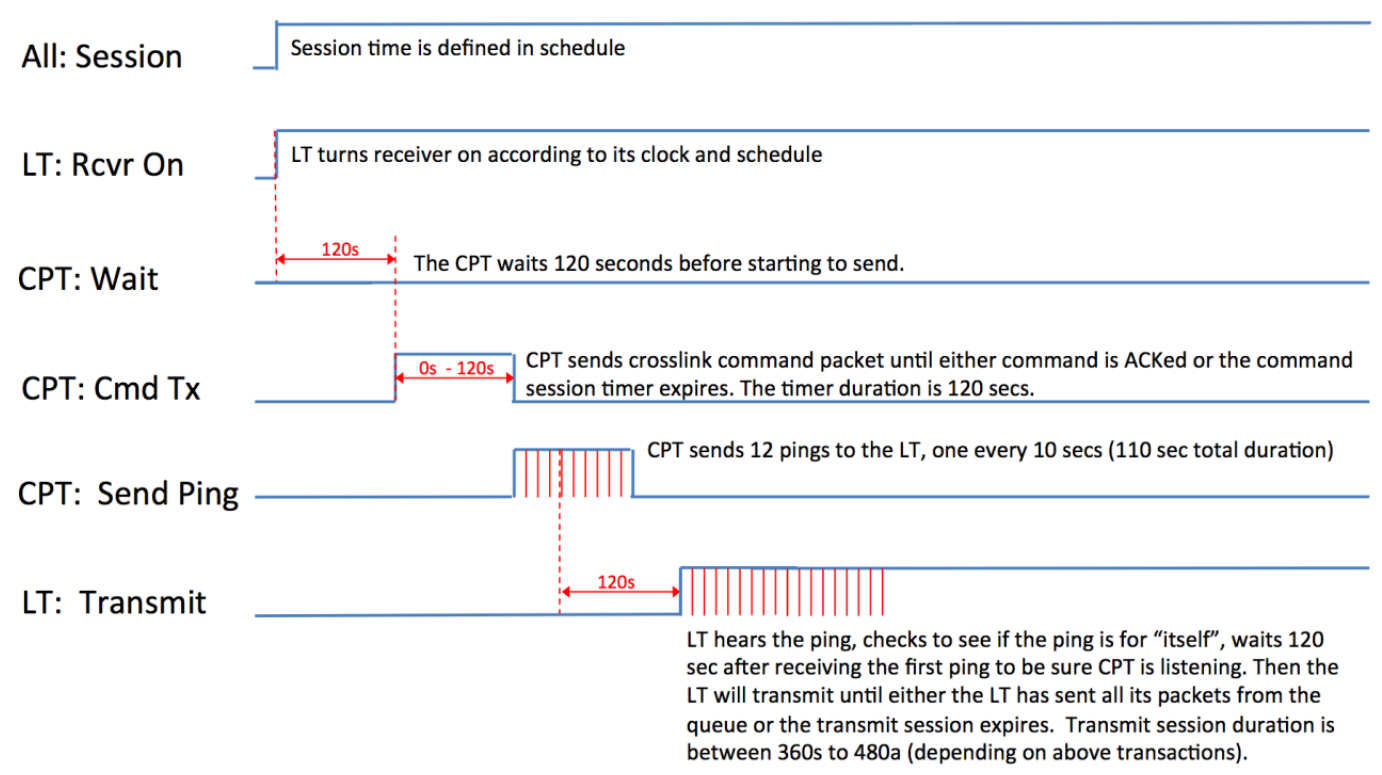 All: Session
Session time is defined in schedule
LT: Rcvr On
LT turns receiver on according to its clock and schedule
120s
CPT: Wait
The CPT waits 120 seconds before starting to send.
CPT: Cmd Tx
0s - 120s
CPT sends crosslink command packet until either command is ACKed or the command
session timer expires. The timer duration is 120 secs.
CPT: Send Ping
CPT sends 12 pings to the LT, one every 10 secs (110 sec total duration)
LT: Transmit
120s
LT hears the ping, checks to see if the ping is for “itself”, waits 120
sec after receiving the first ping to be sure CPT is listening. Then the
LT will transmit until either the LT has sent all its packets from the
queue or the transmit session expires. Transmit session duration is
between 360s to 480a (depending on above transactions).